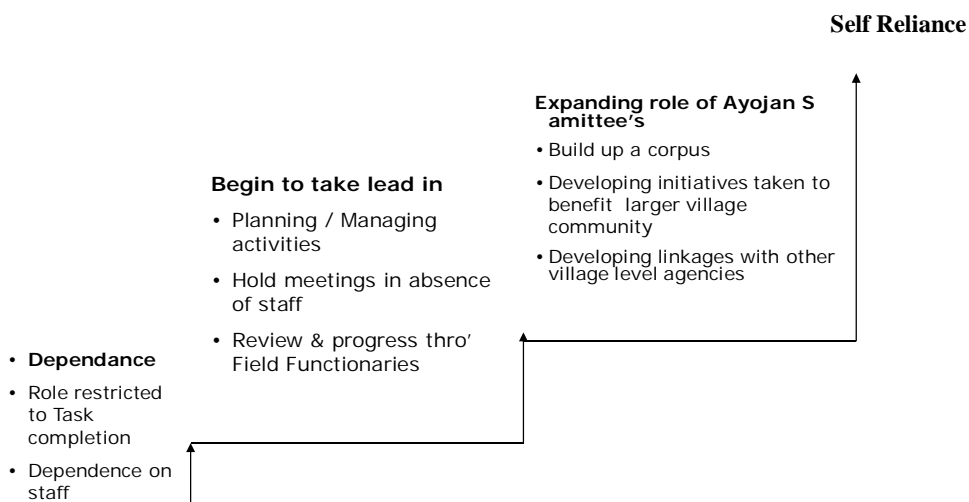 Self Reliance
Expanding role of Ayojan S
amittee's
• Build up a corpus
• Developing initiatives taken to
benefit larger village
community
• Developing linkages with other
village level agencies
Begin to take lead in
• Planning / Managing
activities
• Hold meetings in absence
of staff
• Review & progress thro’
Field Functionaries
• Dependance
• Role restricted
to Task
completion
• Dependence on
staff